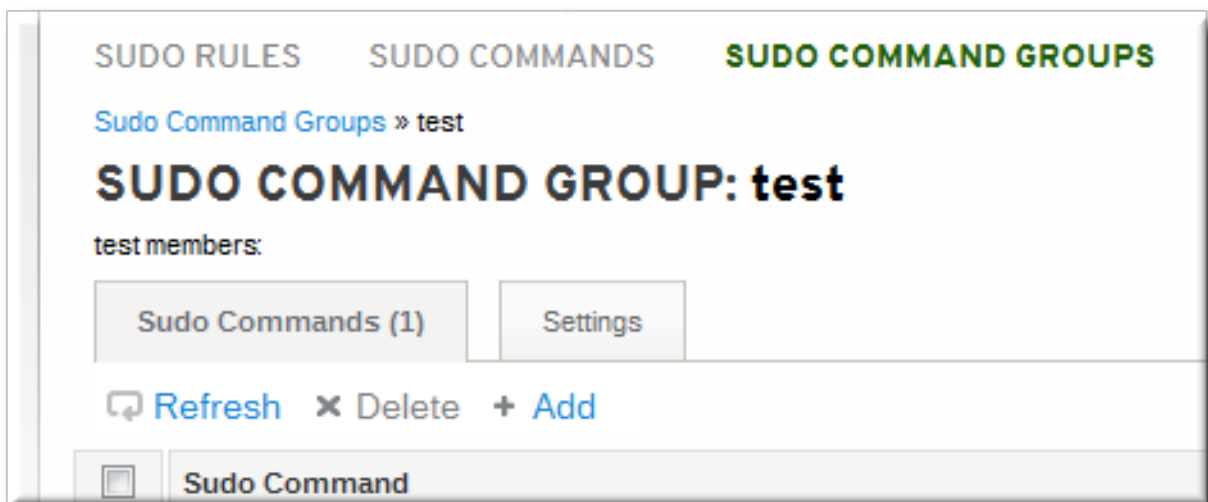 SUDO RULES SUDO COMMANDS SUDO COMMAND GROUPS
Sudo Command Groups » test
SUDO COMMAND GROUP: test
test members:
Sudo Commands (1) Settings
Refresh Delete Add
Sudo Command